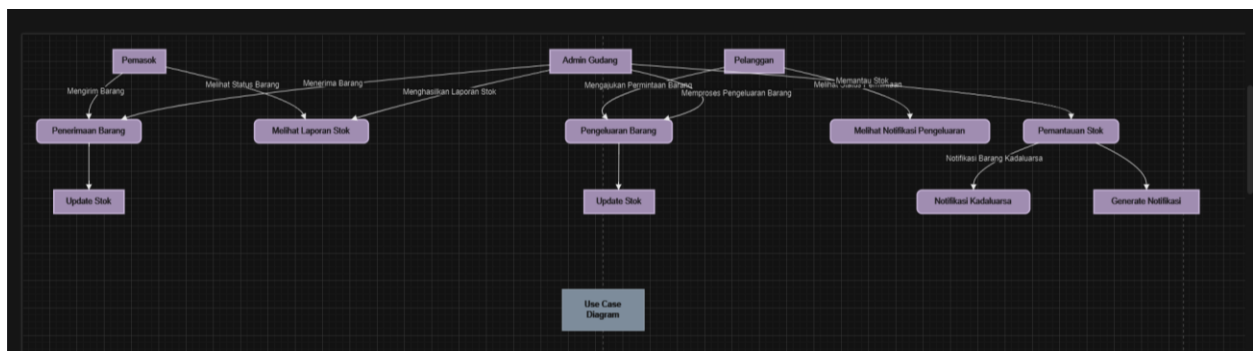 Pemasok
Admin Gudang
Pelanggan
Mengirim Barang
Melihat Status Barang
Menerima Barang
Menghasilkan Laporan Stok
Mengajukan Permintaan Barang
Memproses Pengeluaran Barang
Memantau Stok
Melihat
Penerimaan Barang
Melihat Laporan Stok
Pengeluaran Barang
Melihat Notifikasi Pengeluaran
Pemantauan Stok
Notifikasi Barang Kadaluarsa
Update Stok
Update Stok
Notifikasi Kadaluarsa
Generate Notifikasi
Use Case
Diagram